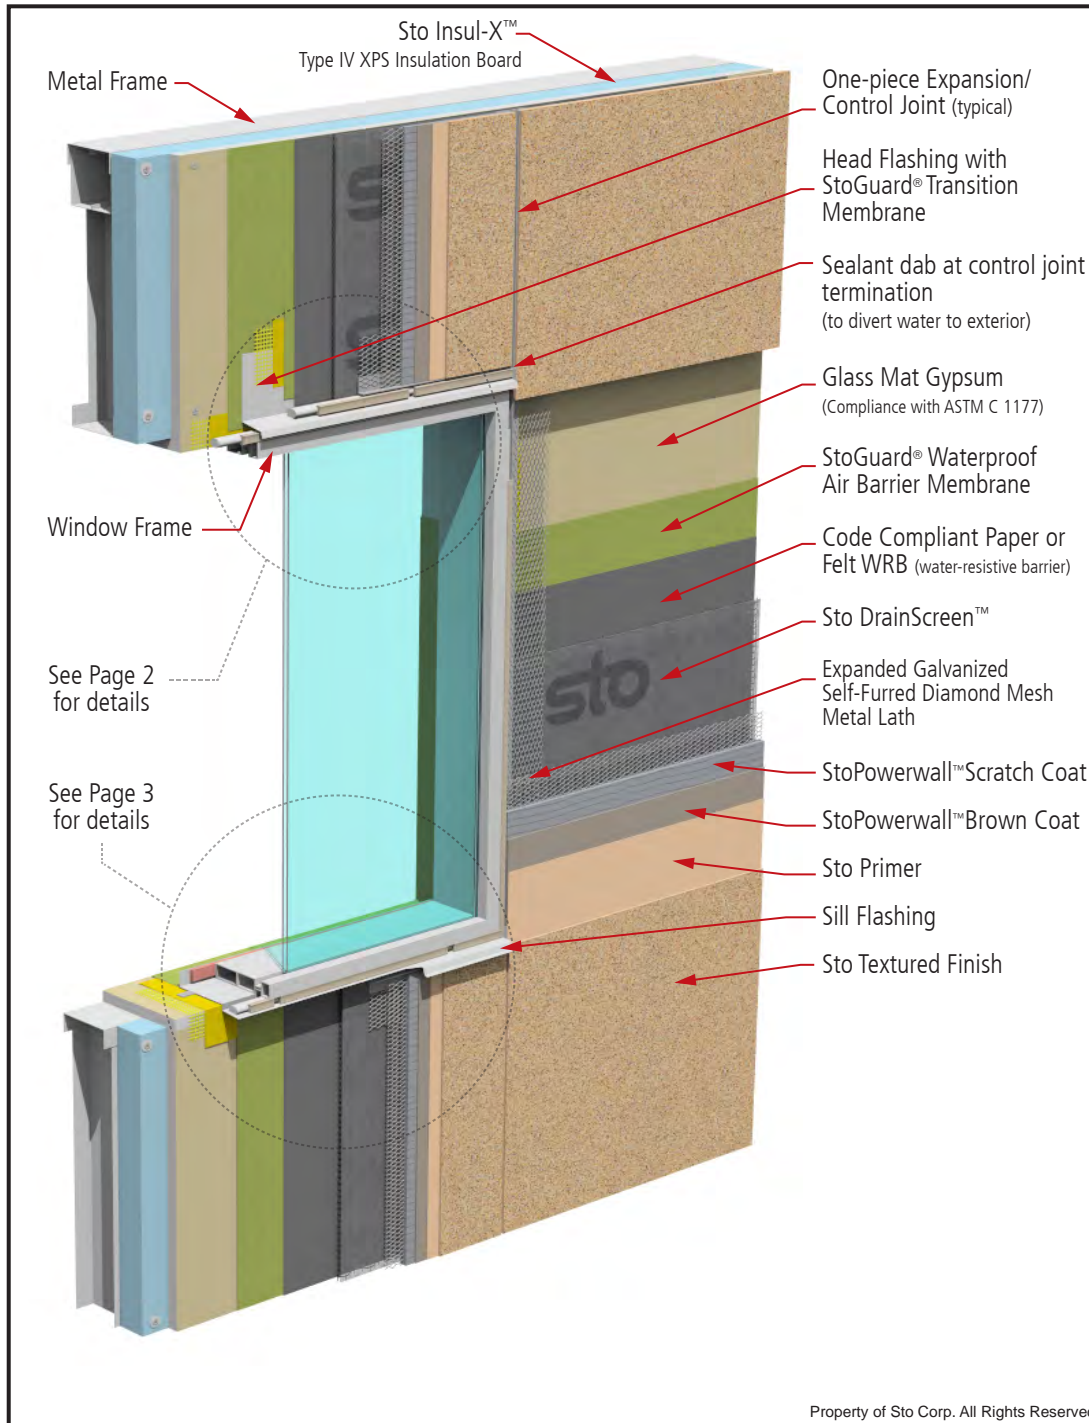 Sto Insul-X™
Type IV XPS Insulation Board
Metal Frame
One-piece Expansion/
Control Joint (typical)
Head Flashing with
StoGuard® Transition
Membrane
Sealant dab at control joint
termination
(to divert water to exterior)
Glass Mat Gypsum
(Compliance with ASTM C 1177)
StoGuard® Waterproof
Air Barrier Membrane
Window Frame
Code Compliant Paper or
Felt WRB (water-resistive barrier)
Sto DrainScreen™
See Page 2
for details
sto
Expanded Galvanized
Self-Furred Diamond Mesh
Metal Lath
StoPowerwall™Scratch Coat
See Page 3
for details
StoPowerwall™Brown Coat
Sto Primer
Sill Flashing
Sto Textured Finish
Property of Sto Corp. All Rights Reserved